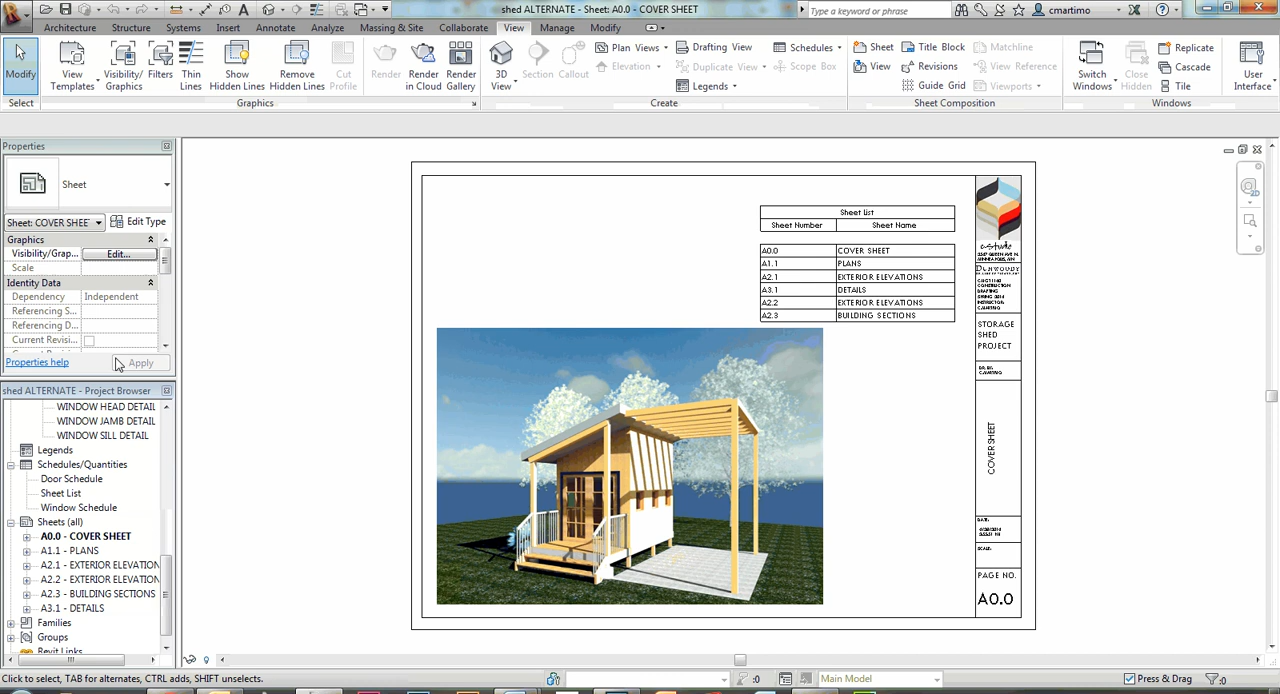 shed ALTERNATE - Sheet: A0.0 - COVER SHEET
Type a keyword or phrase
cmartimo
Architecture Structure Systems Insert Annotate Analyze Massing & Site Collaborate View Manage Modify
Modify
View Templates
Visibility/ Graphics
Filters
Thin Lines
Show Hidden Lines
Remove Hidden Lines
Cut Profile
Render
Render in Cloud
Render Gallery
3D View
Section
Callout
Plan Views
Elevation
Drafting View
Duplicate View
Legends
Schedules
Scope Box
Sheet
View
Title Block
Revisions
Guide Grid
Matchline
View Reference
Viewports
Switch Windows
Close Hidden
Replicate
Cascade
Tile
User Interface
Select Graphics Create Sheet Composition Windows
Properties
Sheet
Sheet: COVER SHEE
Edit Type
Graphics
Visibility/Grap... Edit...
Scale
Identity Data
Dependency Independent
Referencing S...
Referencing D...
Current Revisi...
Properties help Apply
shed ALTERNATE - Project Browser
WINDOW HEAD DETAIL
WINDOW JAMB DETAIL
WINDOW SILL DETAIL
Legends
Schedules/Quantities
Door Schedule
Sheet List
Window Schedule
Sheets (all)
A0.0 - COVER SHEET
A1.1 - PLANS
A2.1 - EXTERIOR ELEVATION
A2.2 - EXTERIOR ELEVATION
A2.3 - BUILDING SECTIONS
A3.1 - DETAILS
Families
Groups
Revit Links
Sheet List
Sheet Number Sheet Name
A0.0 COVER SHEET
A1.1 PLANS
A2.1 EXTERIOR ELEVATIONS
A3.1 DETAILS
A2.2 EXTERIOR ELEVATIONS
A2.3 BUILDING SECTIONS
STORAGE
SHED
PROJECT
COVER SHEET
DATE:
SCALE:
PAGE NO.
A0.0
2D
Click to select, TAB for alternates, CTRL adds, SHIFT unselects.
:0
Main Model
Press & Drag
:0